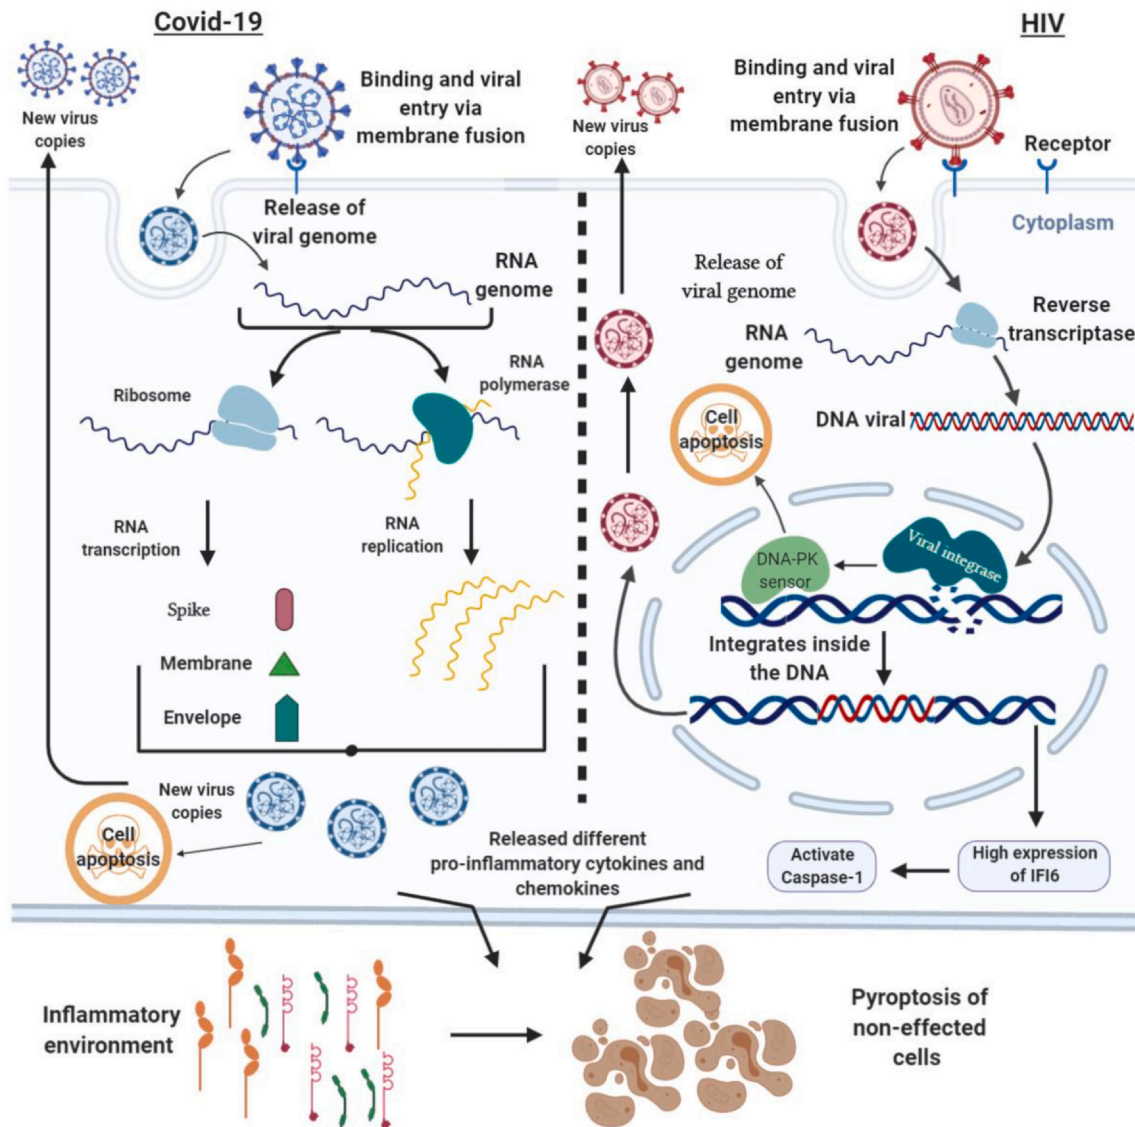 Covid-19
New virus
copies
Binding and viral
entry via
membrane fusion
Release of
viral genome
RNA
genome
Ribosome
RNA
polymerase
RNA
transcription
RNA
replication
Spike
Membrane
Envelope
New virus
copies
Cell
apoptosis
HIV
New virus
copies
Binding and viral
entry via
membrane fusion
Receptor
Cytoplasm
Release of
viral genome
RNA
genome
Reverse
transcriptase
DNA viral
Cell
apoptosis
DNA-PK
sensor
Viral integrase
Integrates inside
the DNA
High expression
of IFI6
Activate
Caspase-1
Released different
pro-inflammatory cytokines and
chemokines
Inflammatory
environment
Pyroptosis of
non-effected
cells